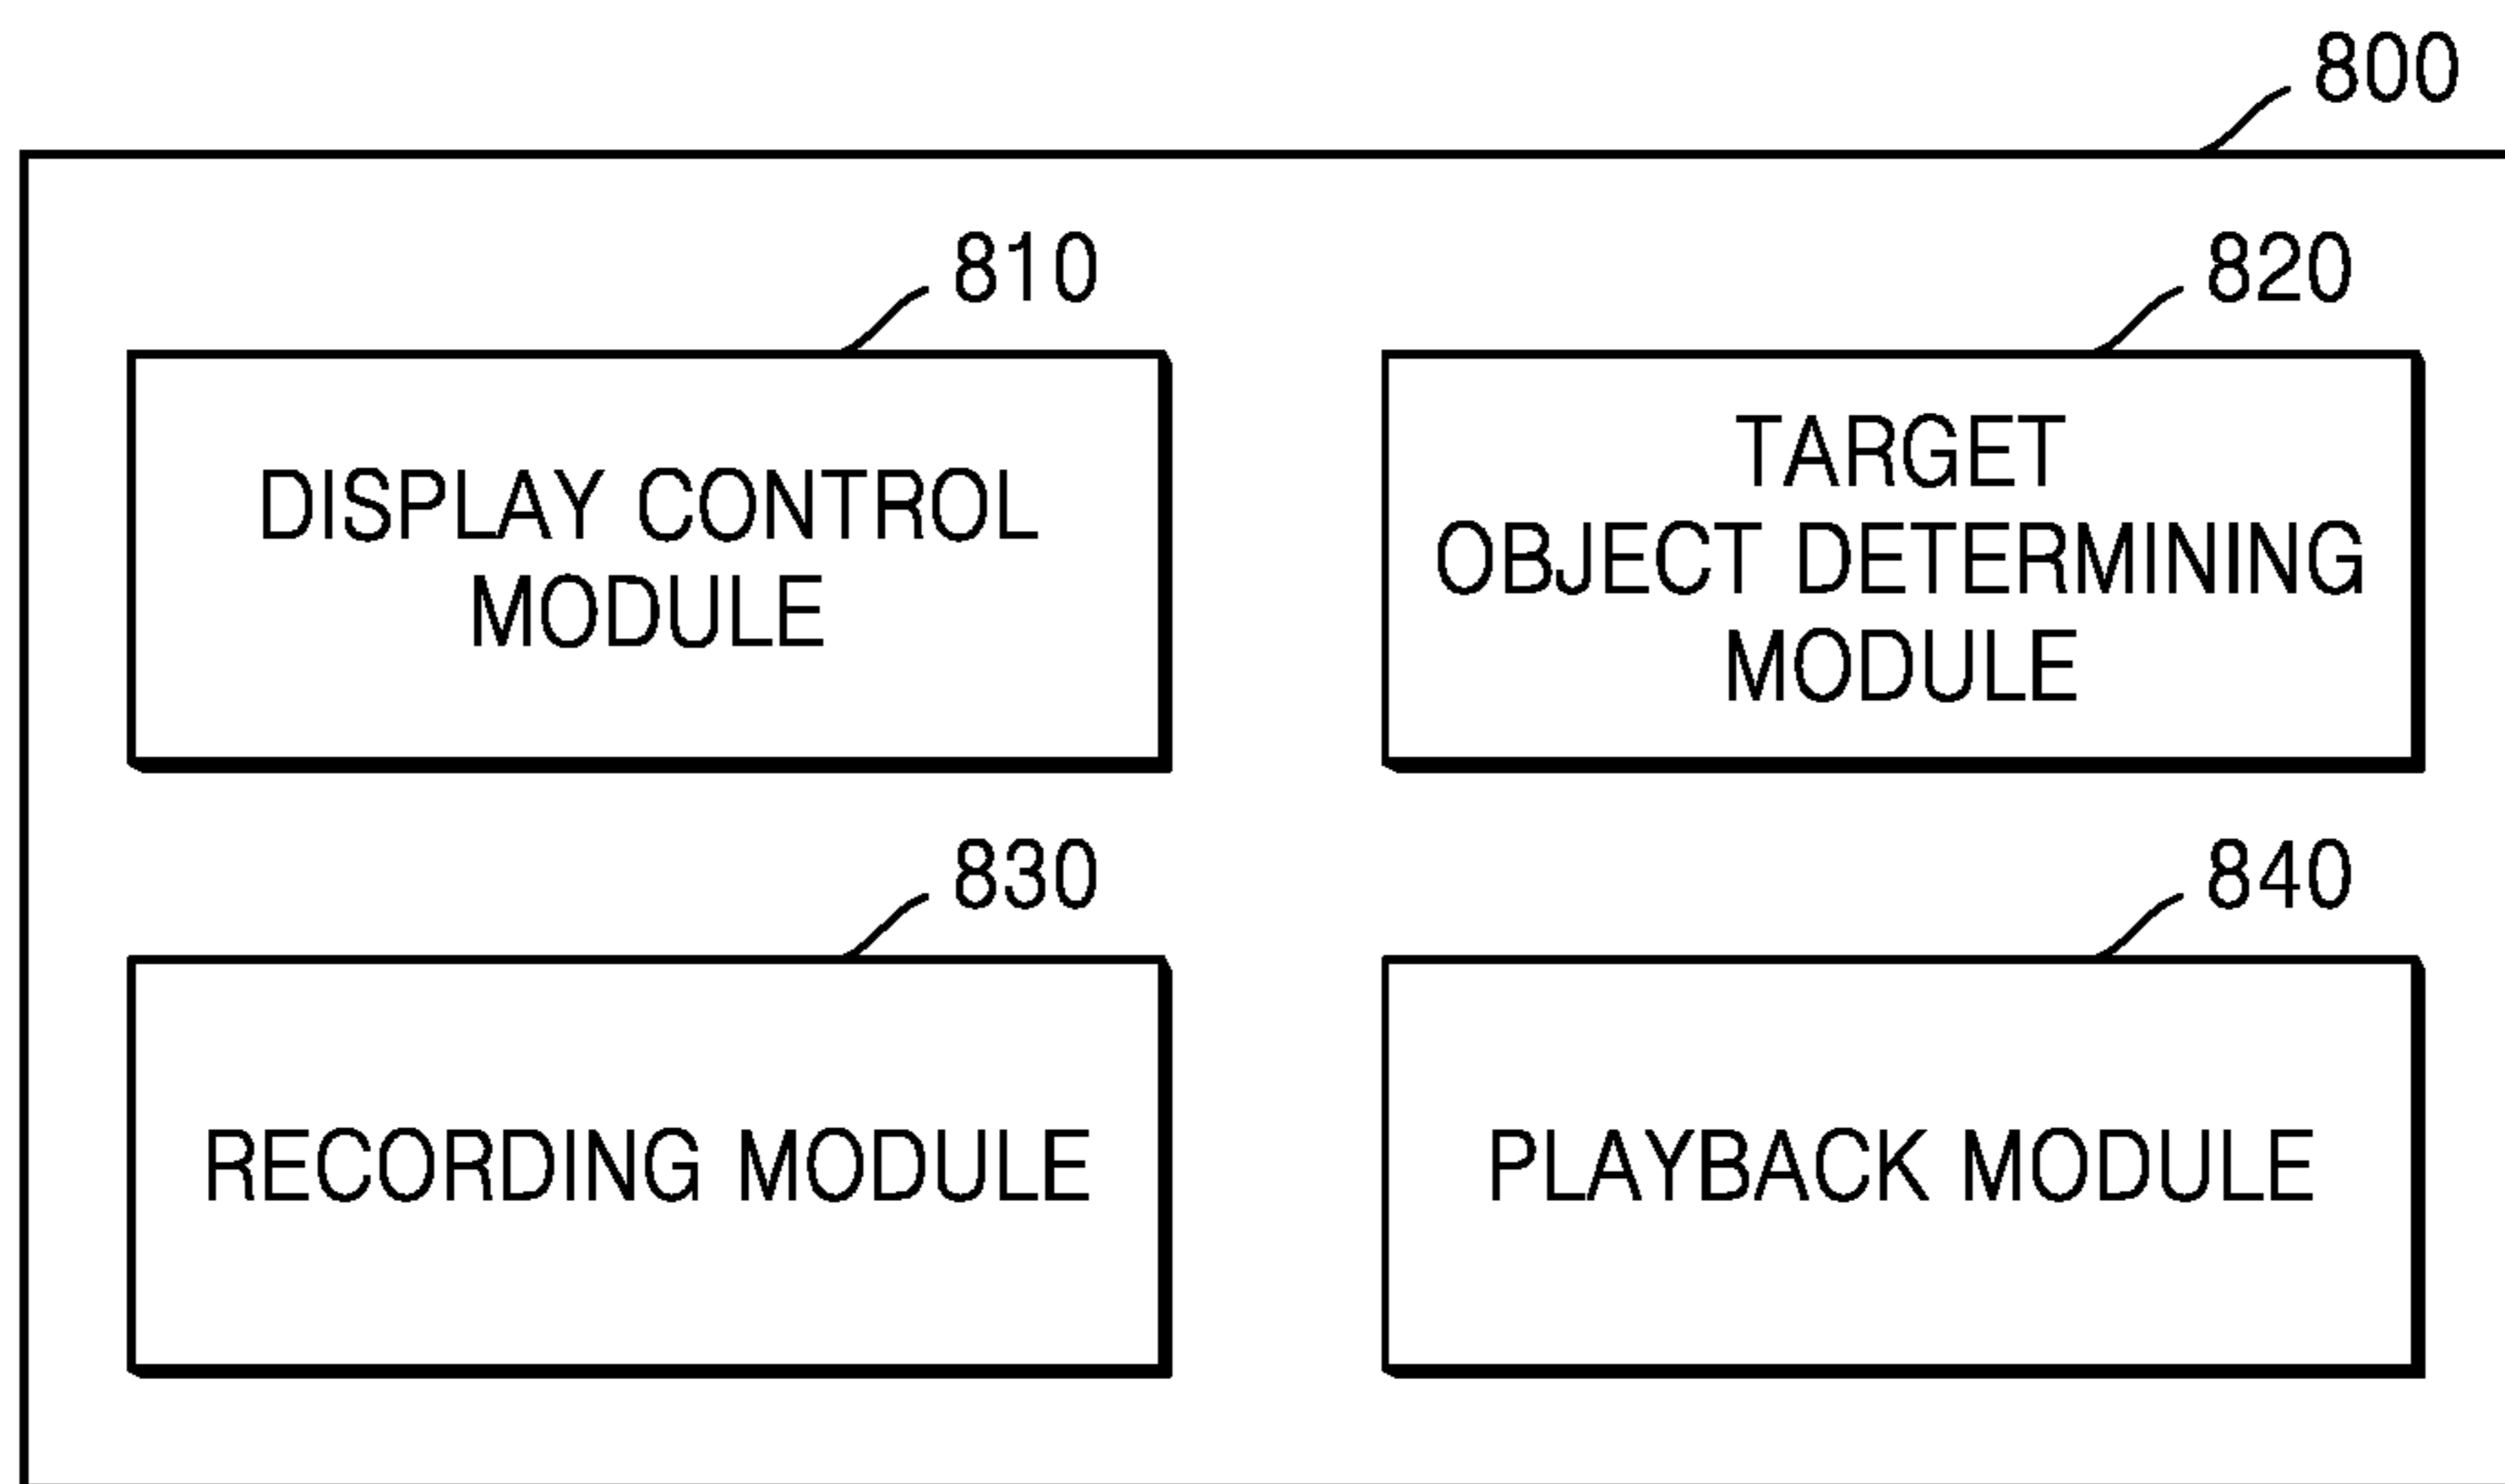 800
810
820
DISPLAY CONTROL
MODULE
TARGET
OBJECT DETERMINING
MODULE
830
840
RECORDING MODULE
PLAYBACK MODULE